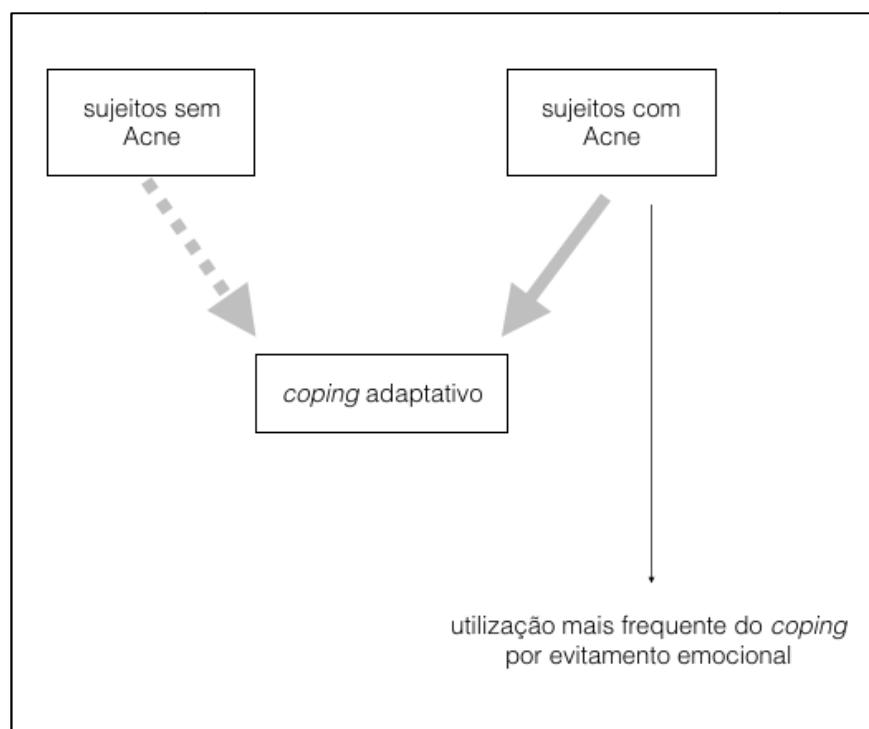 sujeitos sem
Acne
sujeitos com
Acne
coping adaptativo
utilização mais frequente do coping
por evitamento emocional